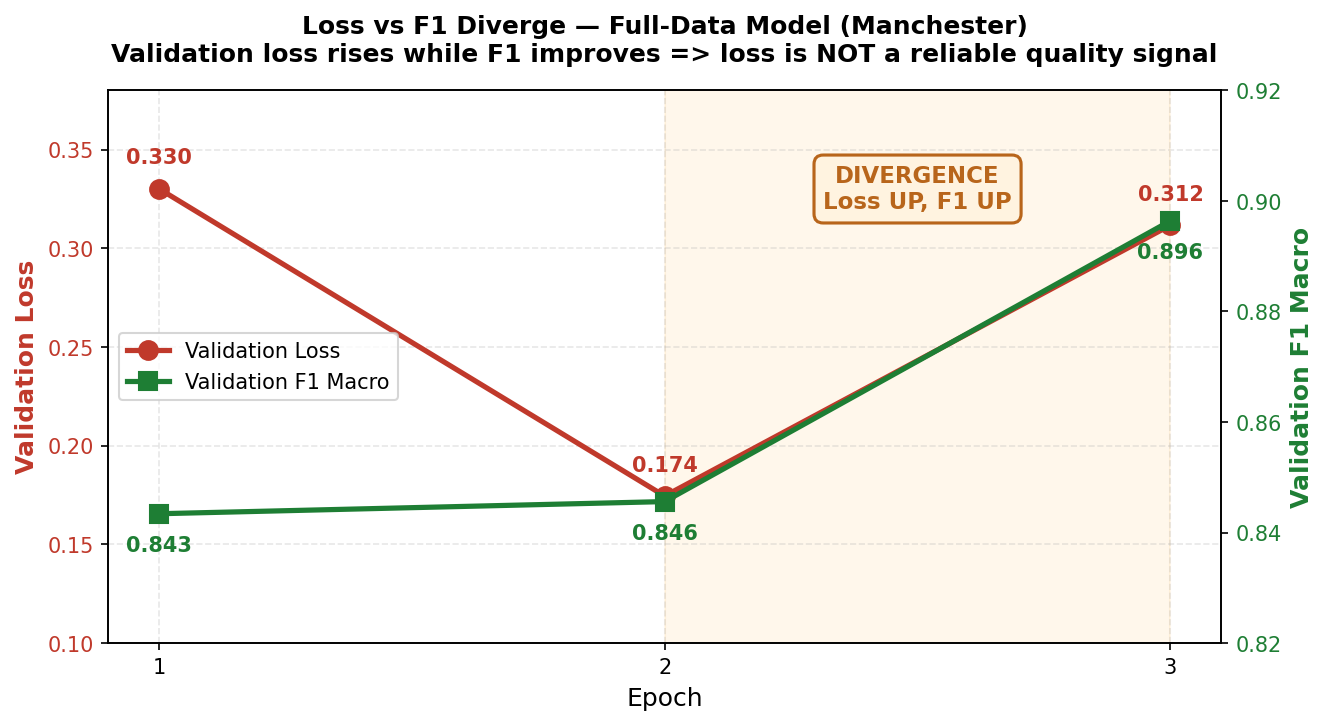 Loss vs F1 Diverge — Full-Data Model (Manchester)
Validation loss rises while F1 improves => loss is NOT a reliable quality signal
0.92
0.35
0.330
DIVERGENCE
Loss UP, F1 UP
0.312
0.90
0.30
0.896
0.88
0.25
Validation Loss
Validation F1 Macro
0.86
0.20
0.174
0.15
0.843
0.846
0.84
0.10
0.82
1
2
3
Epoch
Validation Loss
Validation F1 Macro